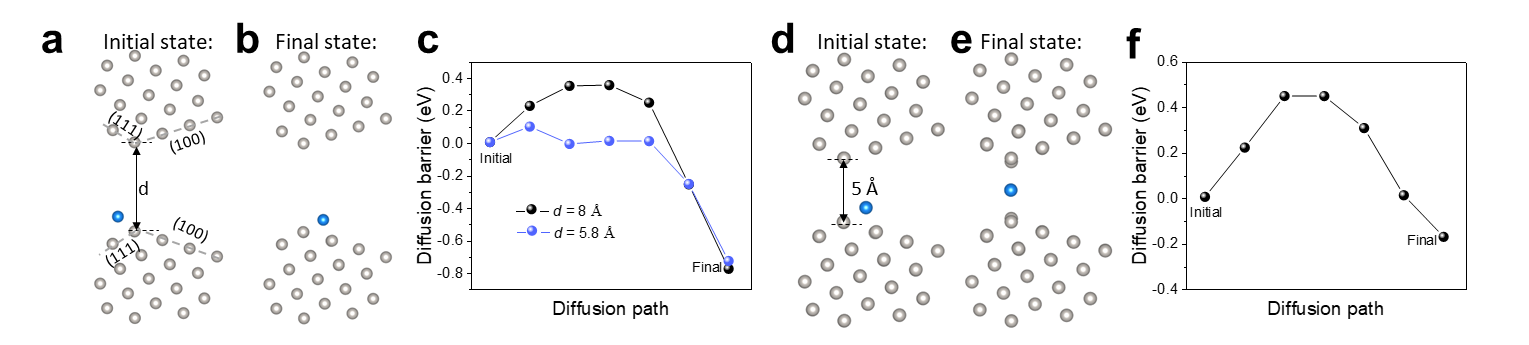 a
Initial state:
(111)
(100)
d
(100)
(111)
b
Final state:
c
Diffusion barrier (eV)
0.4
0.2
0.0
-0.2
-0.4
-0.6
-0.8
Initial
d = 8 Å
d = 5.8 Å
Final
Diffusion path
d
Initial state:
5 Å
e
Final state:
f
Diffusion barrier (eV)
0.6
0.4
0.2
0.0
-0.2
-0.4
Initial
Final
Diffusion path